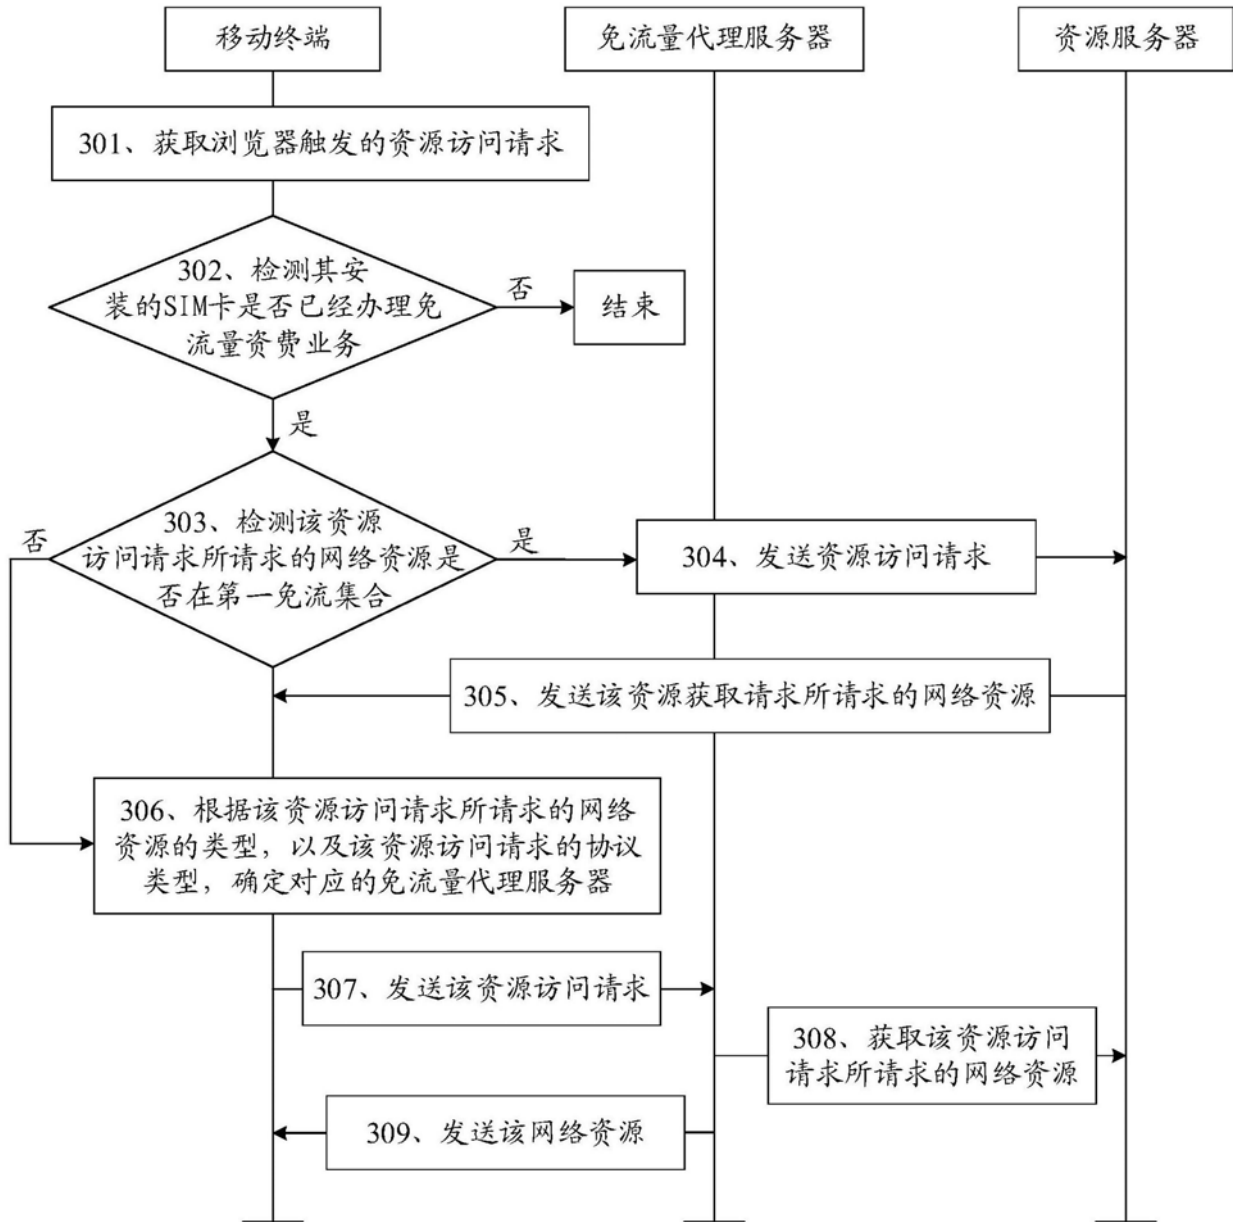 移动终端
免流量代理服务器
资源服务器
301、获取浏览器触发的资源访问请求
302、检测其安
装的SIM卡是否已经办理免
流量资费业务
否
结束
是
303、检测该资源
访问请求所请求的网络资源是
否在第一免流集合
否
是
304、发送资源访问请求
305、发送该资源获取请求所请求的网络资源
306、根据该资源访问请求所请求的网络
资源的类型，以及该资源访问请求的协议
类型，确定对应的免流量代理服务器
307、发送该资源访问请求
308、获取该资源访问
请求所请求的网络资源
309、发送该网络资源